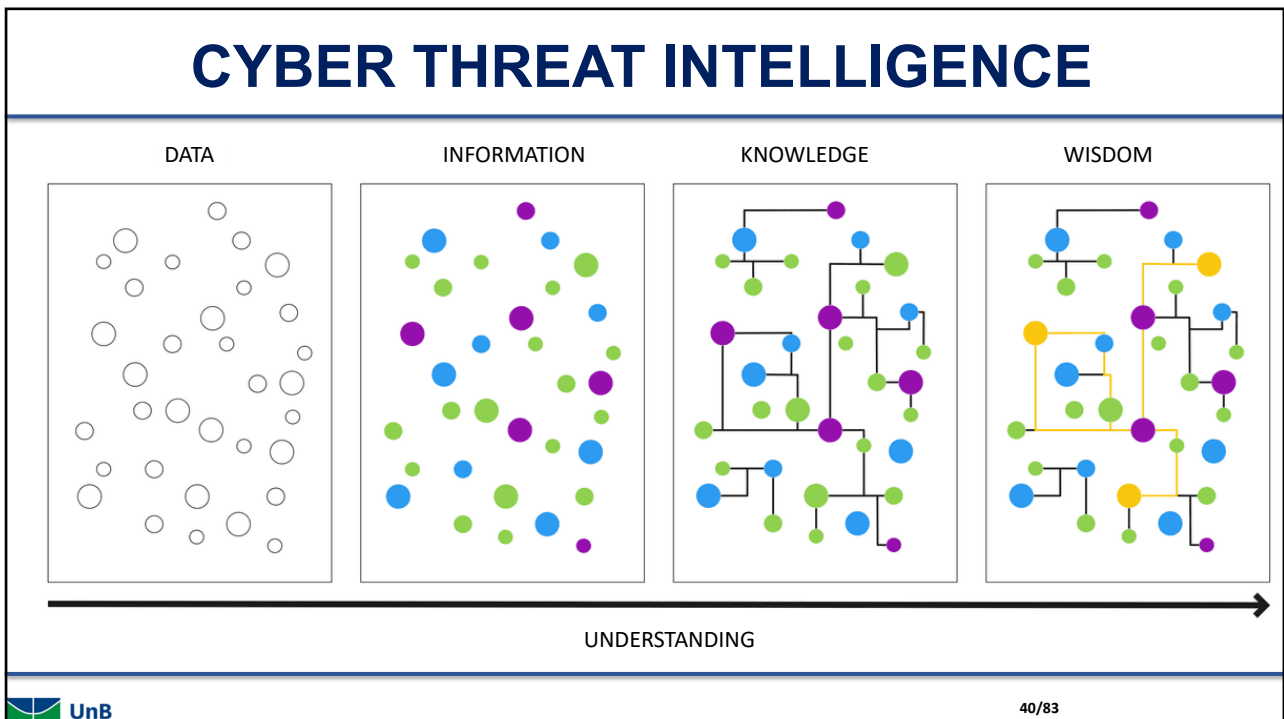 CYBER THREAT INTELLIGENCE
DATA INFORMATION KNOWLEDGE WISDOM
UNDERSTANDING
UnB
40/83